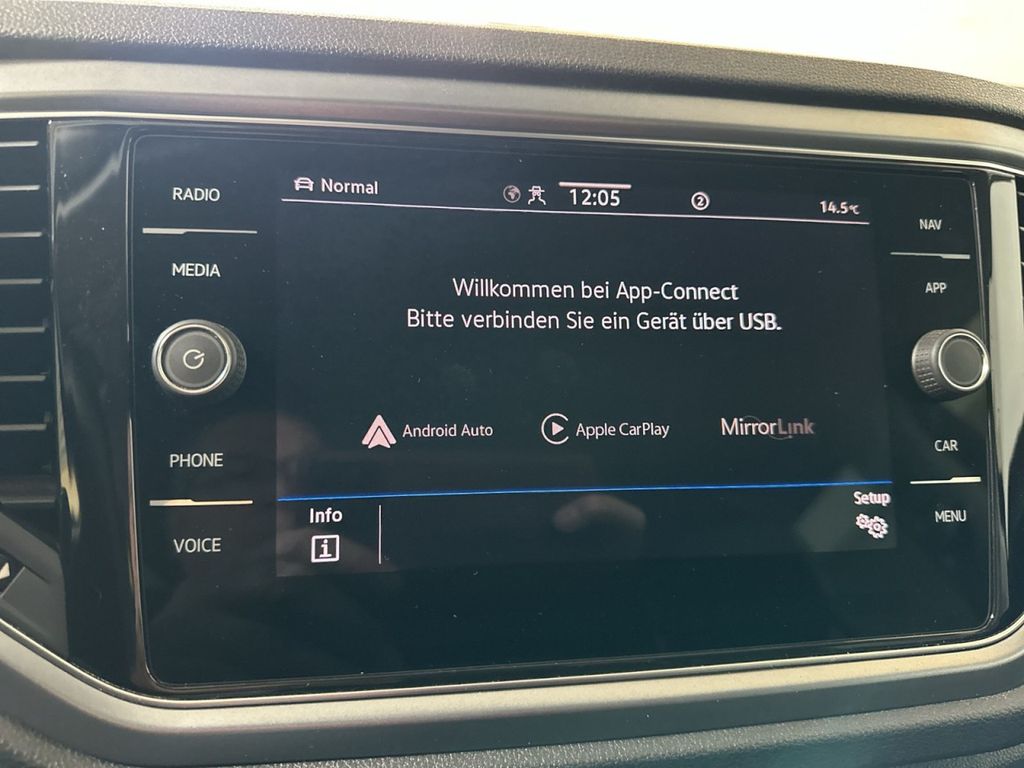 RADIO
MEDIA
PHONE
VOICE
Normal
12:05
2
14.5°C
Willkommen bei App-Connect
Bitte verbinden Sie ein Gerät über USB.
Android Auto
Apple CarPlay
MirrorLink
Info
i
Setup
NAV
APP
CAR
MENU